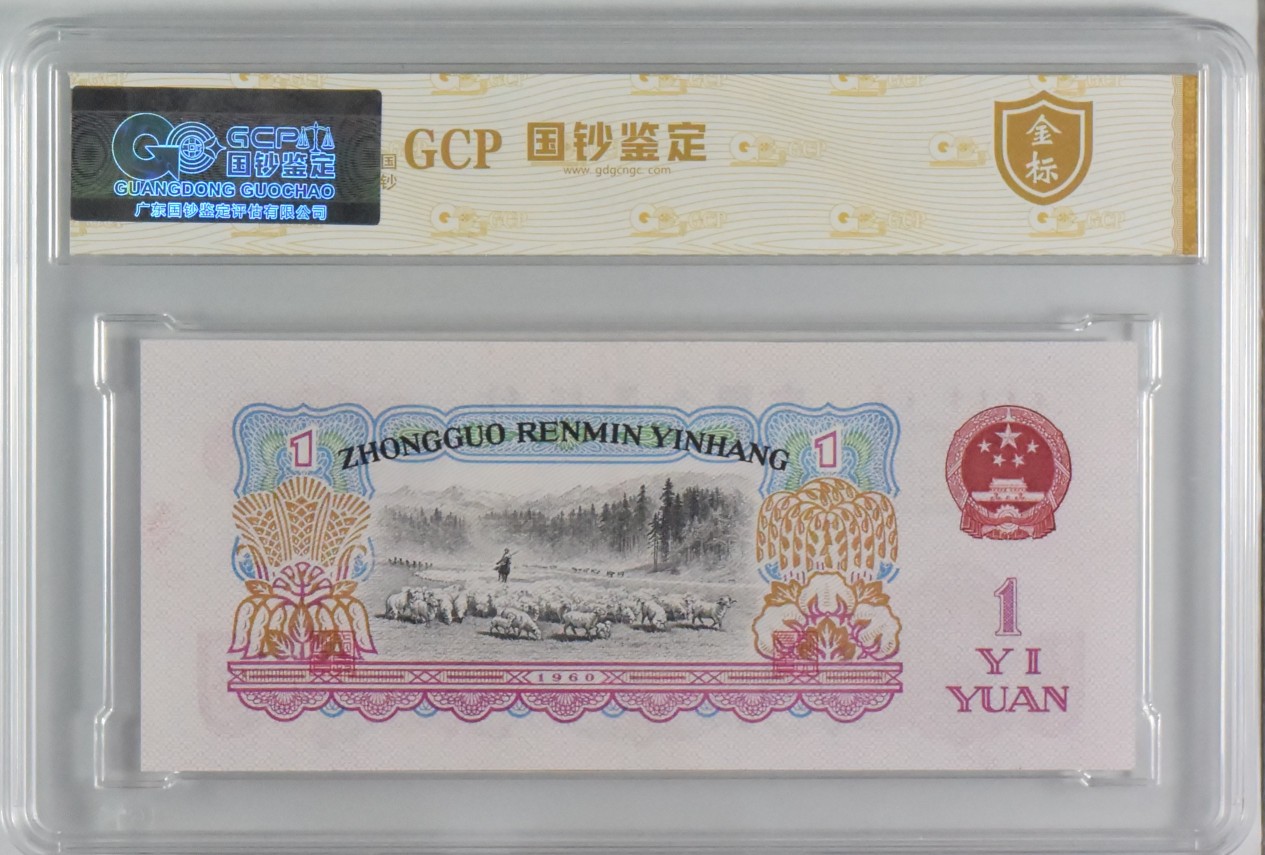 GCP
国钞鉴定
GUANGDONG GUOCHAO
广东国钞鉴定评估有限公司
国
钞
GCP 国钞鉴定
www.gdgcngc.com
金
标
1 ZHONGGUO RENMIN YINHANG 1
1960
1
YI
YUAN